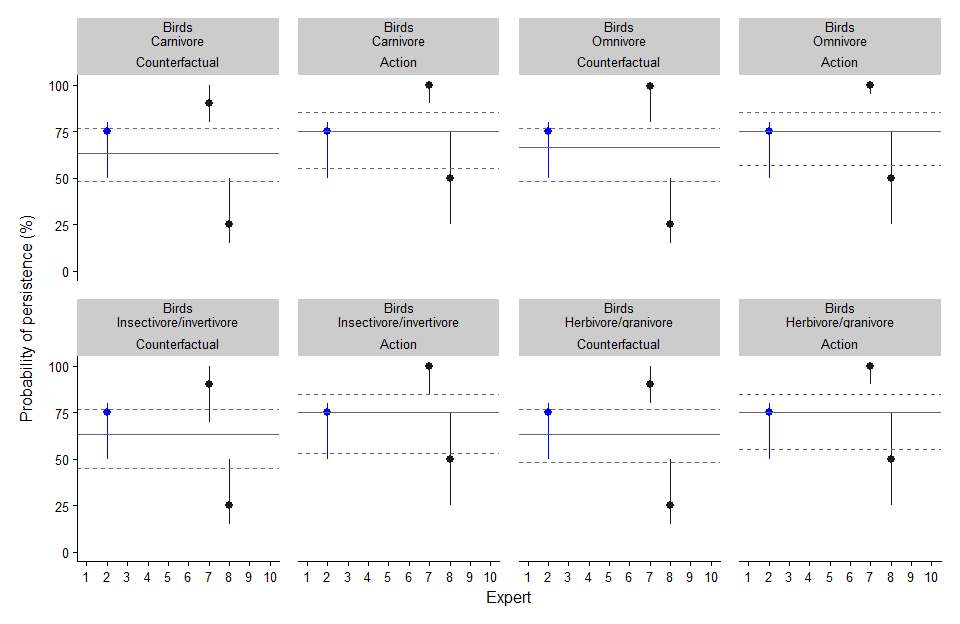 Birds
Carnivore
Counterfactual
Birds
Carnivore
Action
Birds
Omnivore
Counterfactual
Birds
Omnivore
Action
100
75
50
25
0
Birds
Insectivore/invertivore
Counterfactual
Birds
Insectivore/invertivore
Action
Birds
Herbivore/granivore
Counterfactual
Birds
Herbivore/granivore
Action
100
75
50
25
0
Probability of persistence (%)
1 2 3 4 5 6 7 8 9 10
1 2 3 4 5 6 7 8 9 10
1 2 3 4 5 6 7 8 9 10
1 2 3 4 5 6 7 8 9 10
Expert